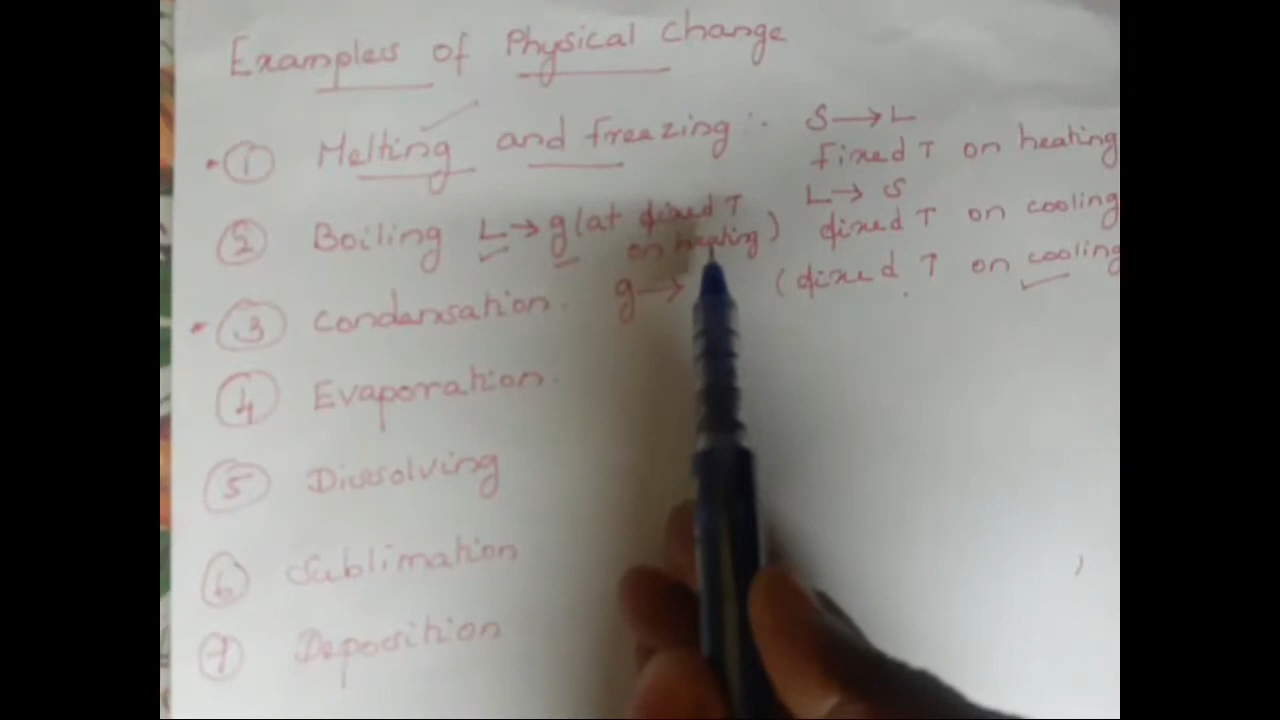 Examples of Physical Change
① Melting and freezing :- S → L
fixed T on heating
L → S
fixed T on cooling
② Boiling L → g (at fixed T
on heating)
③ Condensation. g → (fixed T on cooling
④ Evaporation.
⑤ Dissolving
⑥ Sublimation
⑦ Deposition